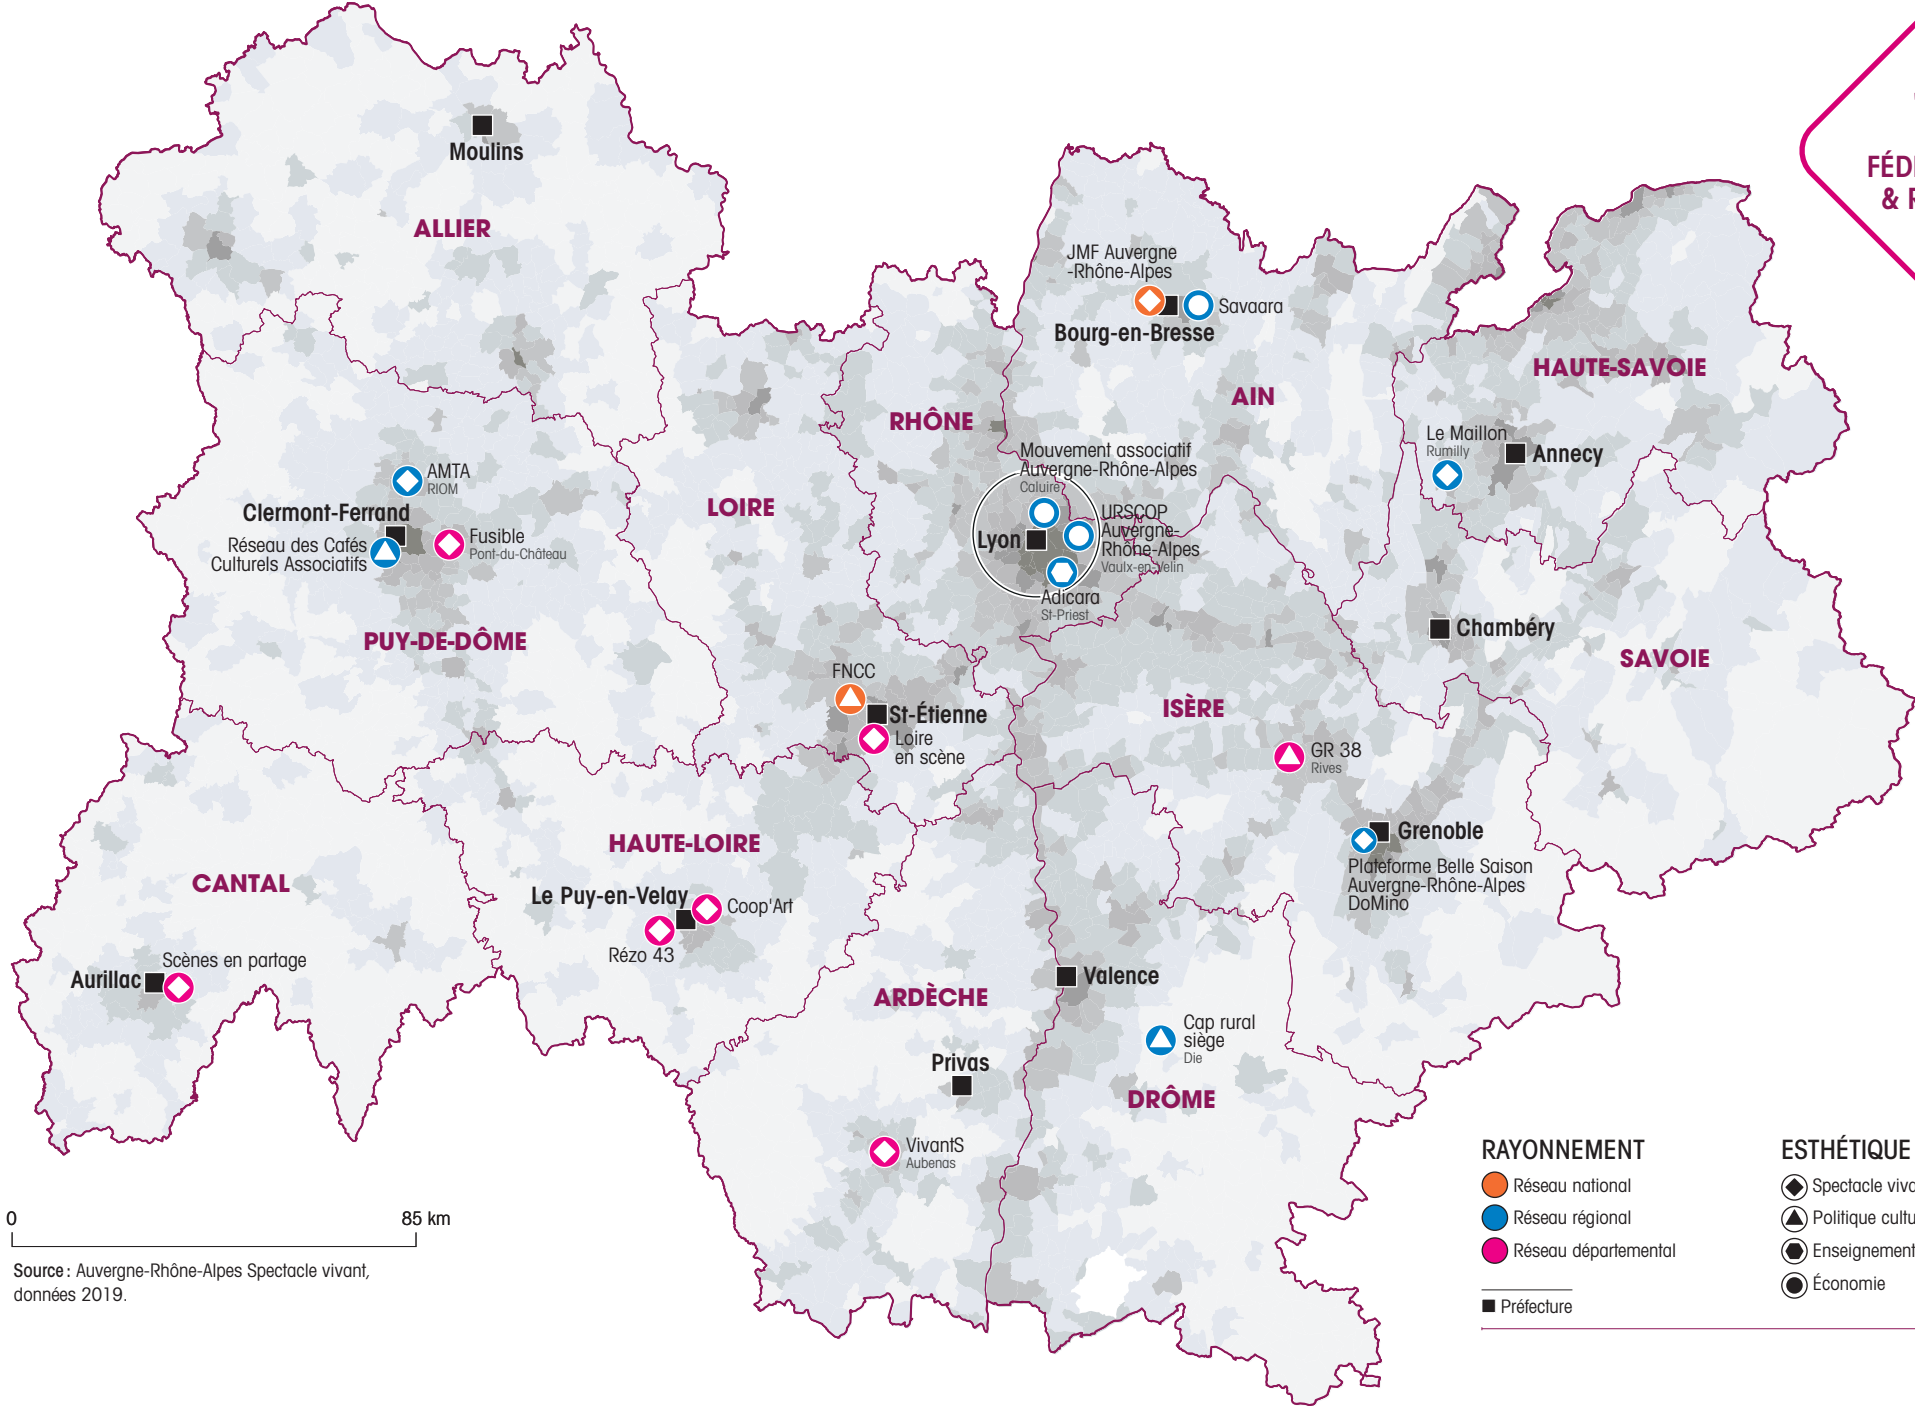 FÉD
& R
Moulins
ALLIER
JMF Auvergne
-Rhône-Alpes
Savaara
Bourg-en-Bresse
HAUTE-SAVOIE
AIN
RHÔNE
Le Maillon
Rumilly
Annecy
Mouvement associatif
Auvergne-Rhône-Alpes
Caluire
AMTA
RIOM
LOIRE
Clermont-Ferrand
URSCOP
Auvergne-
Rhône-Alpes
Vaulx-en-Velin
Lyon
Fusible
Pont-du-Château
Réseau des Cafés
Culturels Associatifs
Adicara
St-Priest
Chambéry
PUY-DE-DÔME
SAVOIE
FNCC
ISÈRE
St-Étienne
Loire
en scène
GR 38
Rives
Grenoble
HAUTE-LOIRE
Plateforme Belle Saison
Auvergne-Rhône-Alpes
DoMino
CANTAL
Le Puy-en-Velay
Coop'Art
Rézo 43
Scènes en partage
Aurillac
Valence
ARDÈCHE
Cap rural
siège
Die
Privas
DRÔME
VivantS
Aubenas
RAYONNEMENT
Réseau national
Réseau régional
Réseau départemental
Préfecture
ESTHÉTIQUE
Spectacle viva
Politique cultu
Enseignement
Économie
0 85 km
Source : Auvergne-Rhône-Alpes Spectacle vivant,
données 2019.